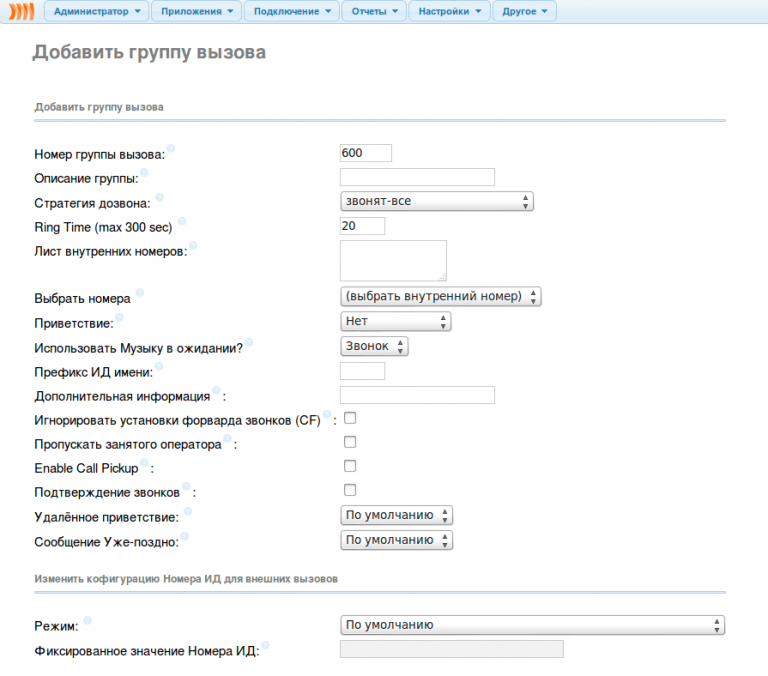 Администратор Приложения Подключение Отчеты Настройки Другое
Добавить группу вызова
Добавить группу вызова
Номер группы вызова: 600
Описание группы:
Стратегия дозвона: звонят-все
Ring Time (max 300 sec) 20
Лист внутренних номеров:
Выбрать номера (выбрать внутренний номер)
Приветствие: Нет
Использовать Музыку в ожидании? Звонок
Префикс ИД имени:
Дополнительная информация :
Игнорировать установки форварда звонков (CF) :
Пропускать занятого оператора :
Enable Call Pickup :
Подтверждение звонков :
Удалённое приветствие: По умолчанию
Сообщение Уже-поздно: По умолчанию
Изменить кофигурацию Номера ИД для внешних вызовов
Режим: По умолчанию
Фиксированное значение Номера ИД: